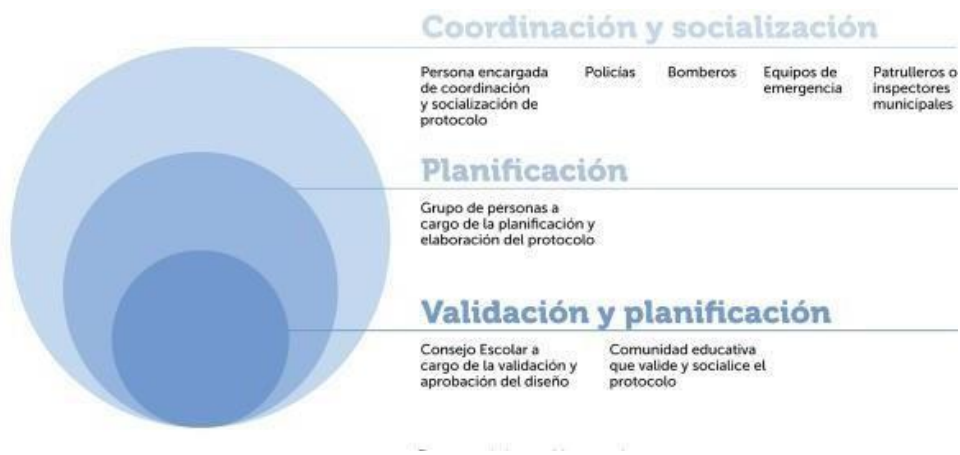 Coordinación y socialización
Persona encargada
de coordinación
y socialización de
protocolo
Policías
Bomberos
Equipos de
emergencia
Patrulleros o
inspectores
municipales
Planificación
Grupo de personas a
cargo de la planificación y
elaboración del protocolo
Validación y planificación
Consejo Escolar a
cargo de la validación y
aprobación del diseño
Comunidad educativa
que valide y socialice el
protocolo